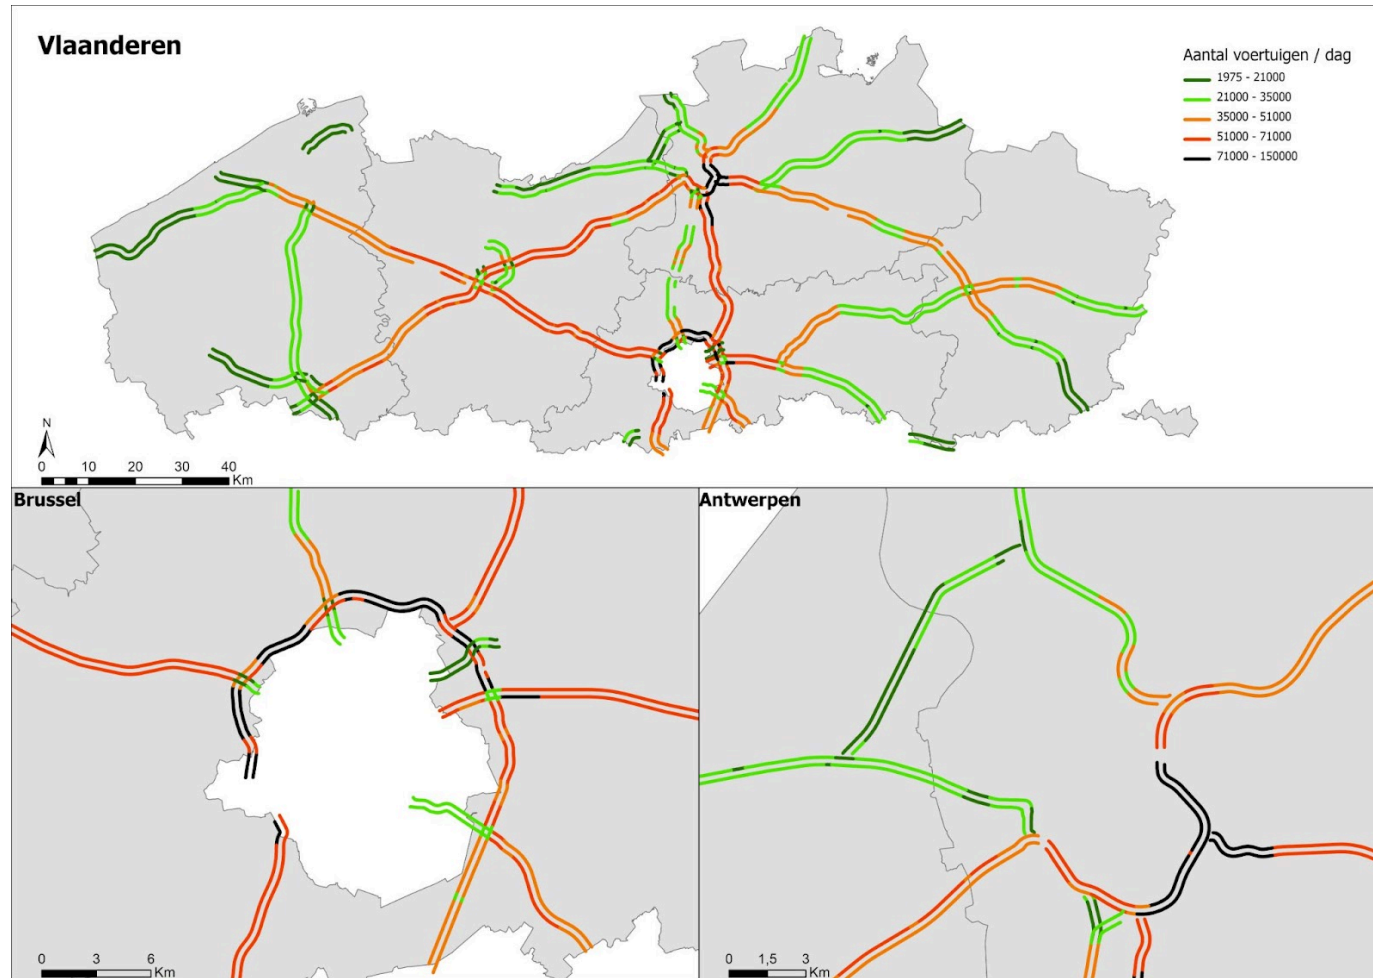 Vlaanderen
Aantal voertuigen / dag
1975 - 21000
21000 - 35000
35000 - 51000
51000 - 71000
71000 - 150000
N
0 10 20 30 40 Km
Brussel
Antwerpen
0 3 6 Km
0 1,5 3 Km